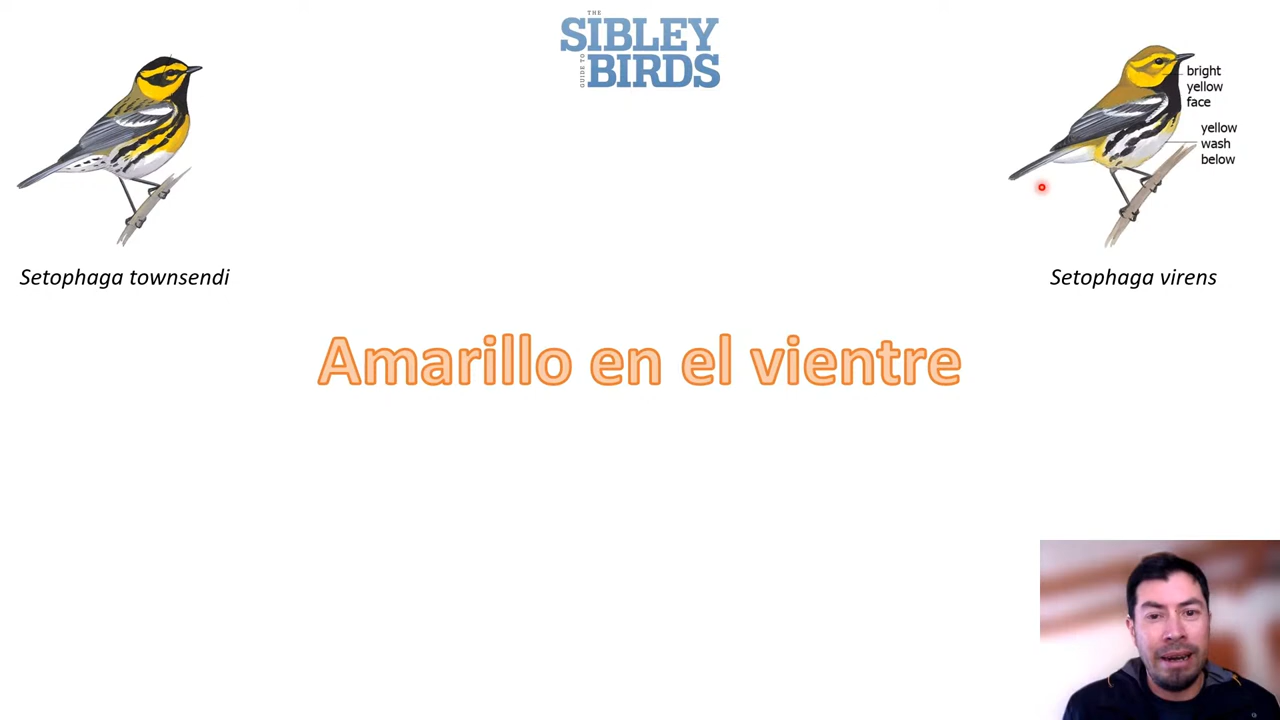 THE
SIBLEY
GUIDE TO
BIRDS
bright
yellow
face
yellow
wash
below
Setophaga townsendi
Setophaga virens
Amarillo en el vientre